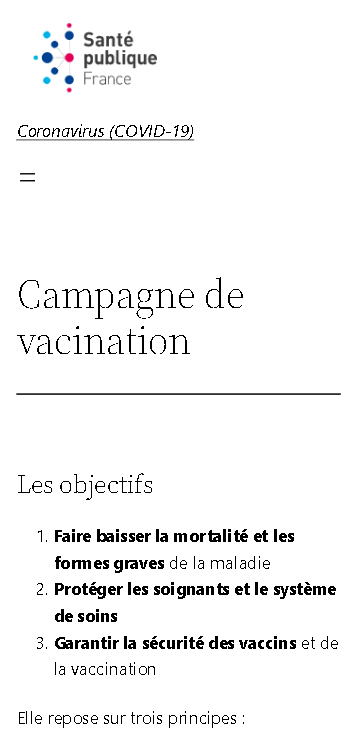 Santé
publique
France
Coronavirus (COVID-19)
Campagne de
vacination
Les objectifs
1. Faire baisser la mortalité et les
formes graves de la maladie
2. Protéger les soignants et le système
de soins
3. Garantir la sécurité des vaccins et de
la vaccination
Elle repose sur trois principes :